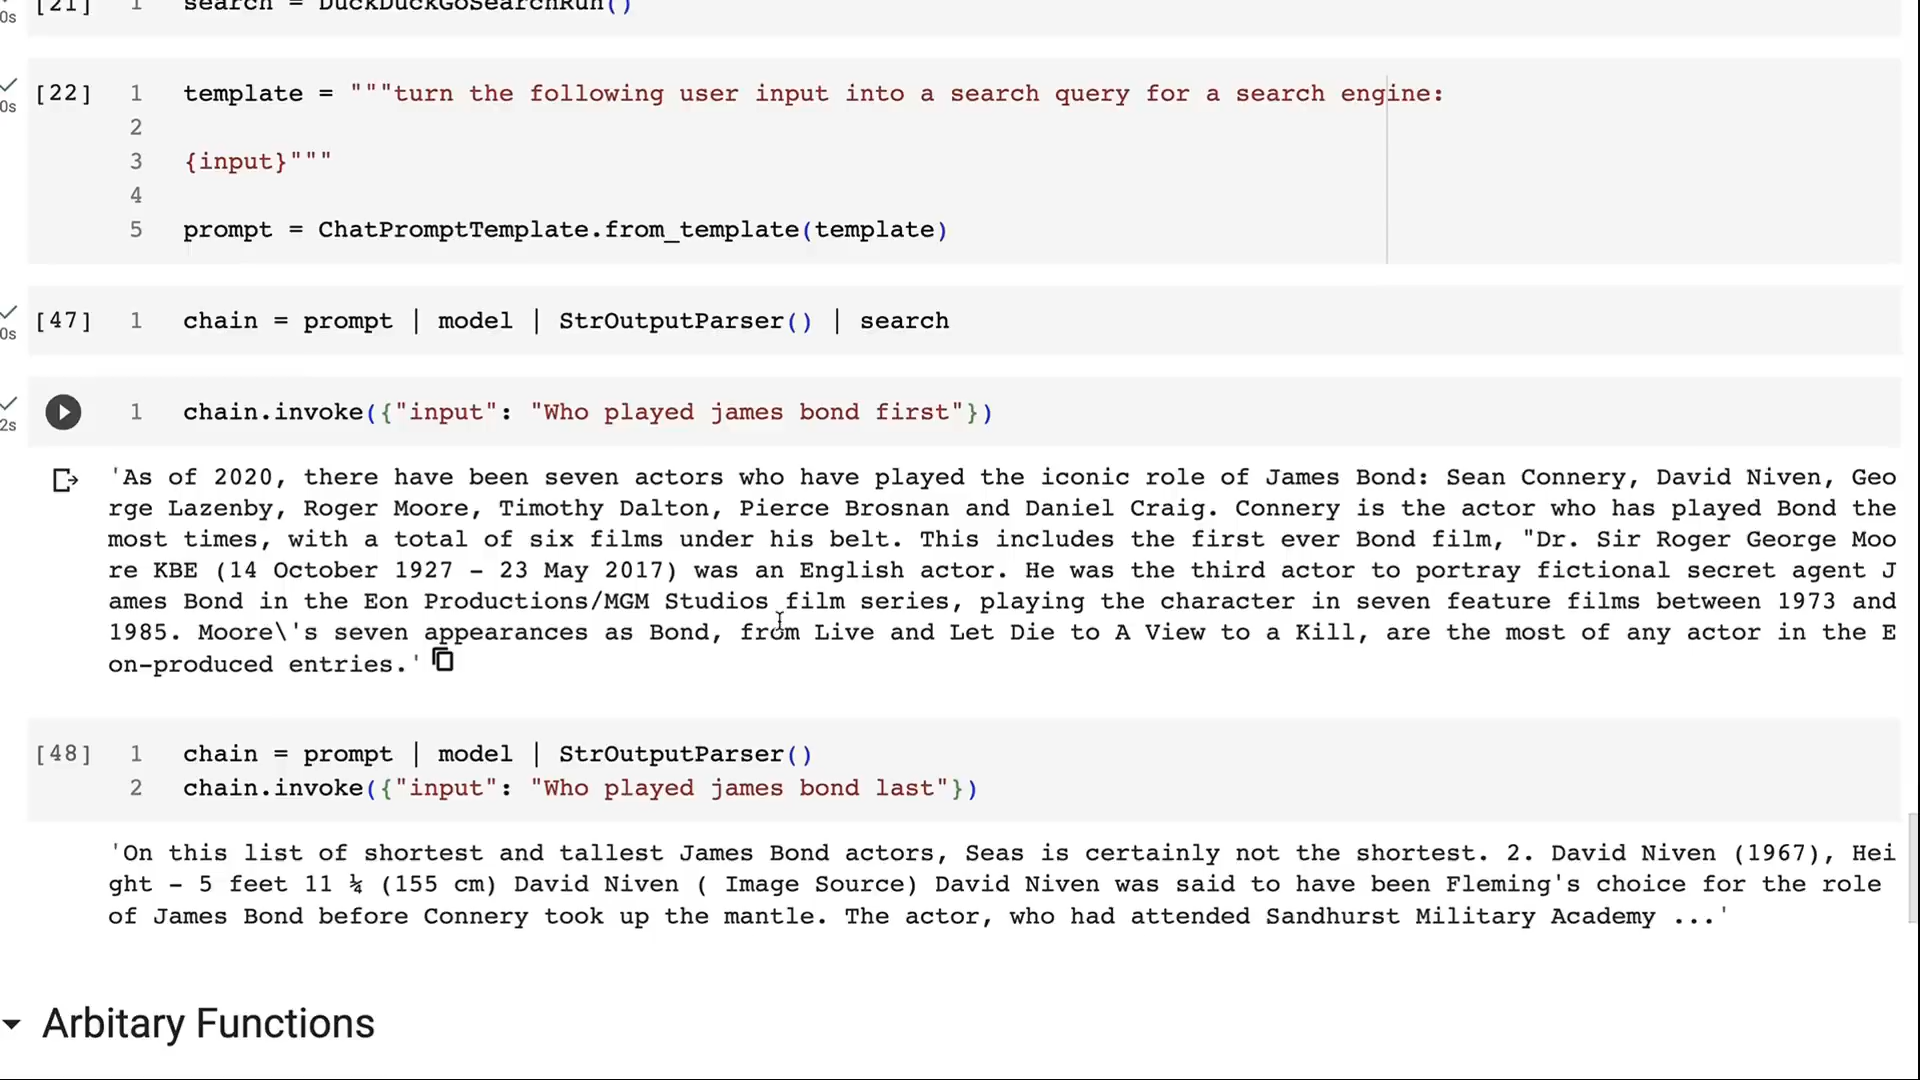 [21] 1 search = DuckDuckGoSearchRun()
0s
[22] 1 template = """turn the following user input into a search query for a search engine:
0s
2
3 {input}"""
4
5 prompt = ChatPromptTemplate.from_template(template)
[47] 1 chain = prompt | model | StrOutputParser() | search
0s
1 chain.invoke({"input": "Who played james bond first"})
2s
'As of 2020, there have been seven actors who have played the iconic role of James Bond: Sean Connery, David Niven, Geo
rge Lazenby, Roger Moore, Timothy Dalton, Pierce Brosnan and Daniel Craig. Connery is the actor who has played Bond the
most times, with a total of six films under his belt. This includes the first ever Bond film, "Dr. Sir Roger George Moo
re KBE (14 October 1927 – 23 May 2017) was an English actor. He was the third actor to portray fictional secret agent J
ames Bond in the Eon Productions/MGM Studios film series, playing the character in seven feature films between 1973 and
1985. Moore\'s seven appearances as Bond, from Live and Let Die to A View to a Kill, are the most of any actor in the E
on-produced entries.'
[48] 1 chain = prompt | model | StrOutputParser()
2 chain.invoke({"input": "Who played james bond last"})
'On this list of shortest and tallest James Bond actors, Seas is certainly not the shortest. 2. David Niven (1967), Hei
ght - 5 feet 11 ¾ (155 cm) David Niven ( Image Source) David Niven was said to have been Fleming's choice for the role
of James Bond before Connery took up the mantle. The actor, who had attended Sandhurst Military Academy ...'
Arbitary Functions